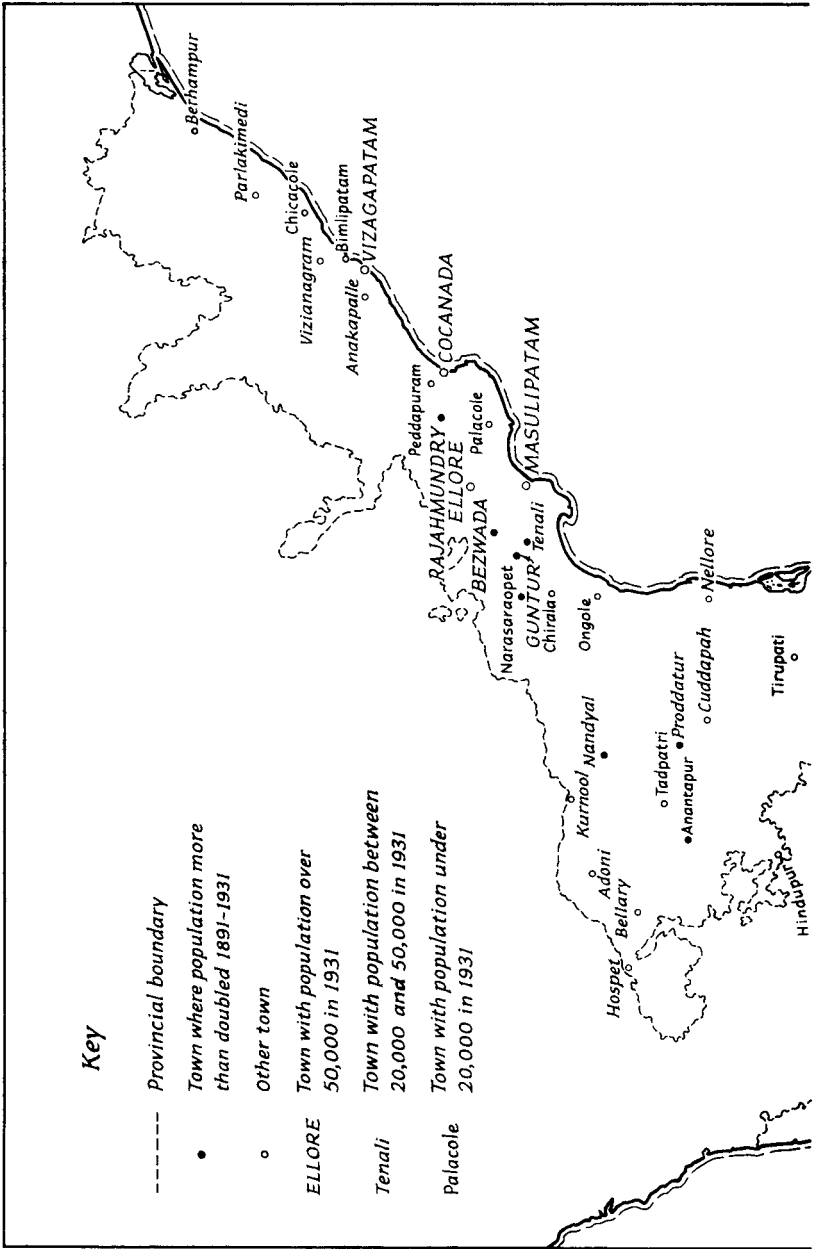 Key
Provincial boundary
Town where population more
than doubled 1891-1931
Other town
ELLORE
Town with population over
50,000 in 1931
Tenali
Town with population between
20,000 and 50,000 in 1931
Palacole
Town with population under
20,000 in 1931
Berhampur
Parlakimedi
Chicacole
Vizianagram
Bimlipatam
VIZAGAPATAM
Anakapalle
COCANADA
Peddapuram
RAJAHMUNDRY
ELLORE
Palacole
BEZWADA
MASULIPATAM
Narasaraopet
GUNTUR
Tenali
Chirala
Ongole
Kurnool
Nandyal
Adoni
Bellary
Hospet
Tadpatri
Proddatur
Anantapur
Cuddapah
Nellore
Tirupati
Hindupur